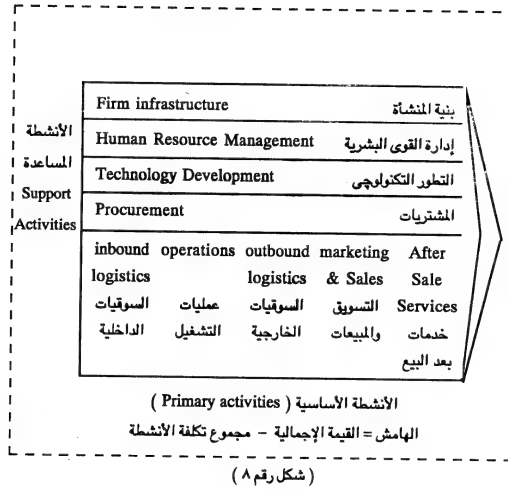 Firm infrastructure بنية المنشأة
Human Resource Management إدارة القوى البشرية
Technology Development التطور التكنولوچى
Procurement المشتريات
الأنشطة
المساعدة
Support
Activities
inbound operations outbound marketing After
logistics logistics & Sales Sale
السوقيات عمليات السوقيات التسويق Services
الداخلية التشغيل الخارجية والمبيعات خدمات
بعد البيع
الأنشطة الأساسية ( Primary activities )
الهامش = القيمة الإجمالية – مجموع تكلفة الأنشطة
( شكل رقم ٨ )